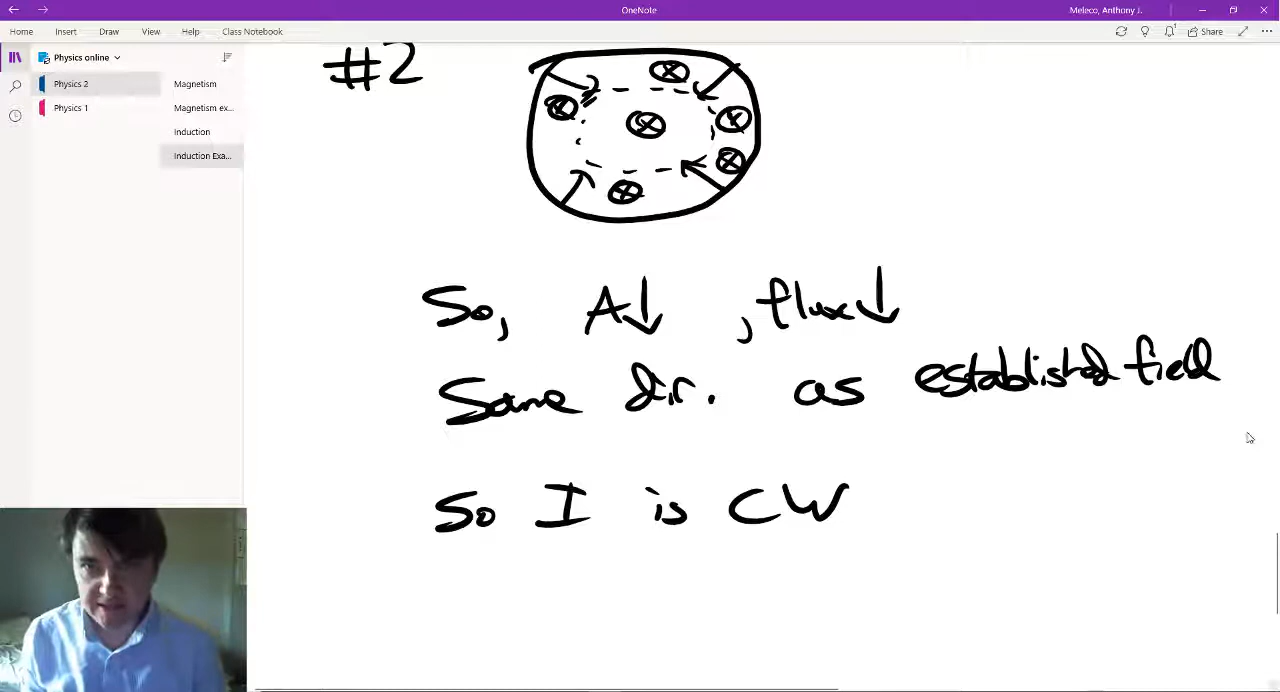 OneNote
Meleco, Anthony J.
Home Insert Draw View Help Class Notebook
Share
Physics online
Physics 2
Physics 1
Magnetism
Magnetism ex...
Induction
Induction Exa...
#2
So, A↓ , flux↓
Same dir. as established field
So I is CW